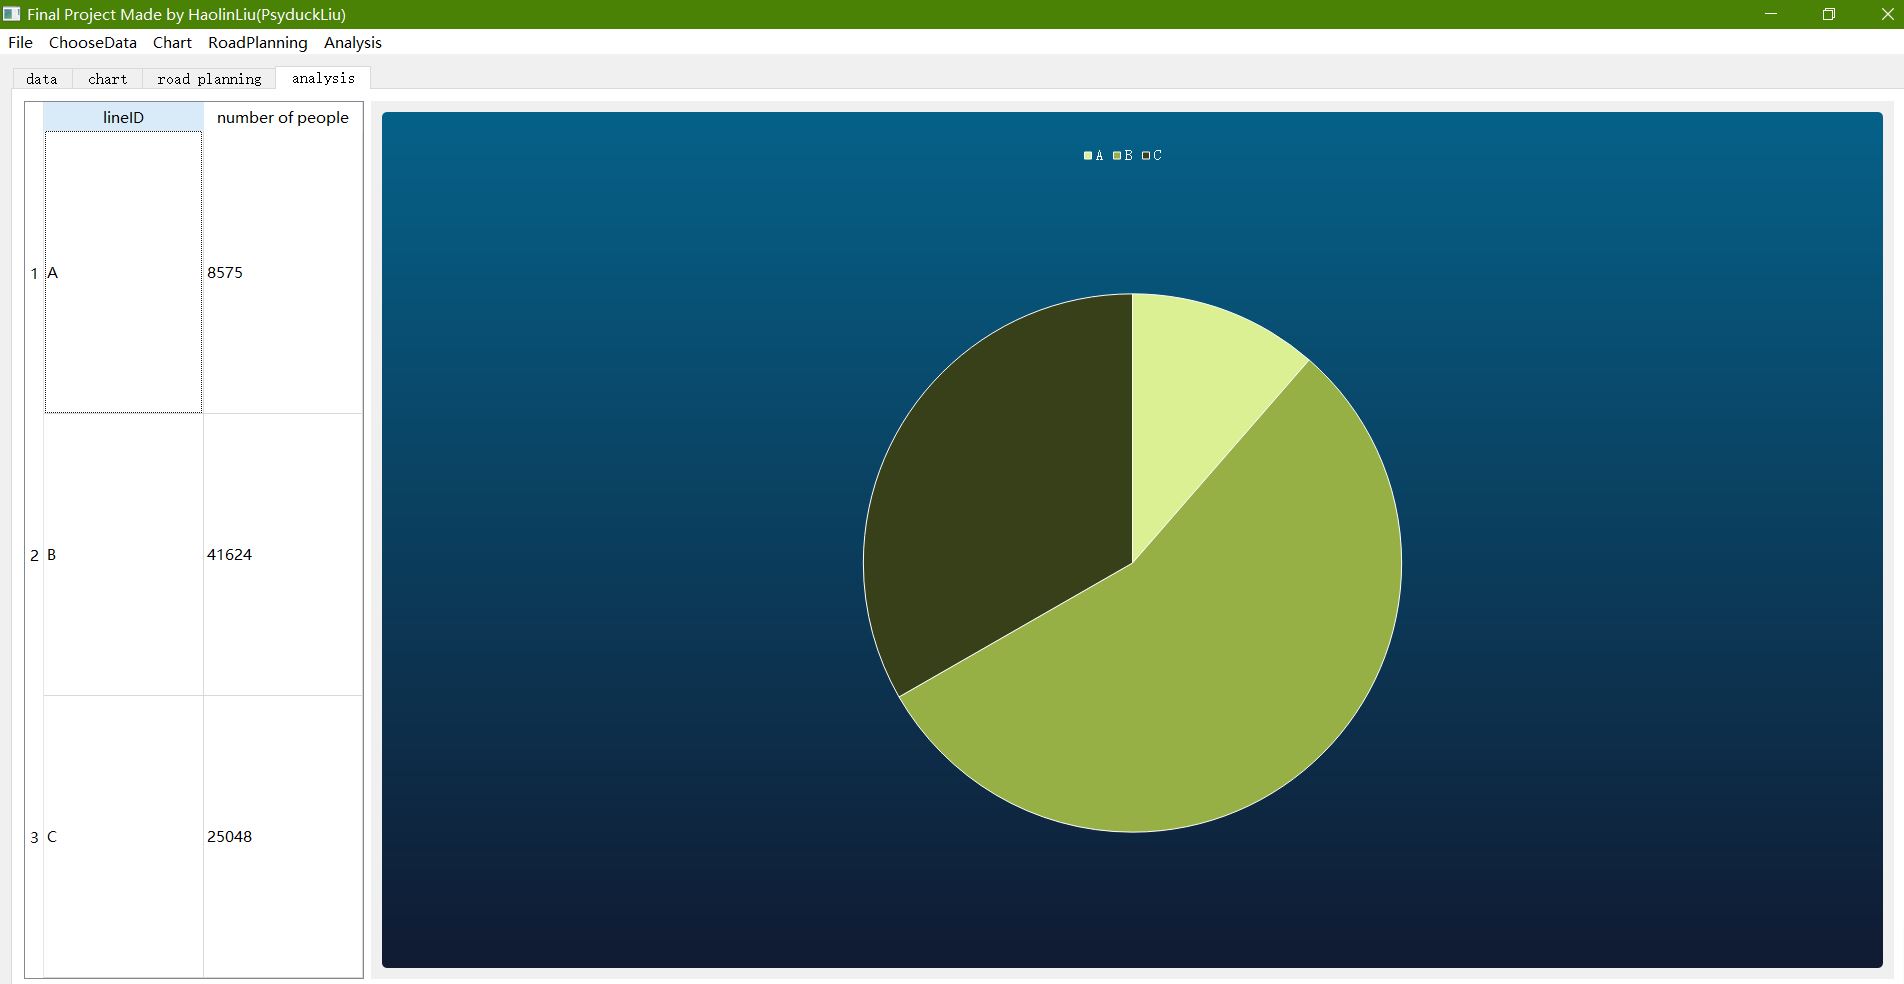 Final Project Made by HaolinLiu(PsyduckLiu)
File ChooseData Chart RoadPlanning Analysis
data chart road planning analysis
lineID number of people
A B C
1 A 8575
2 B 41624
3 C 25048